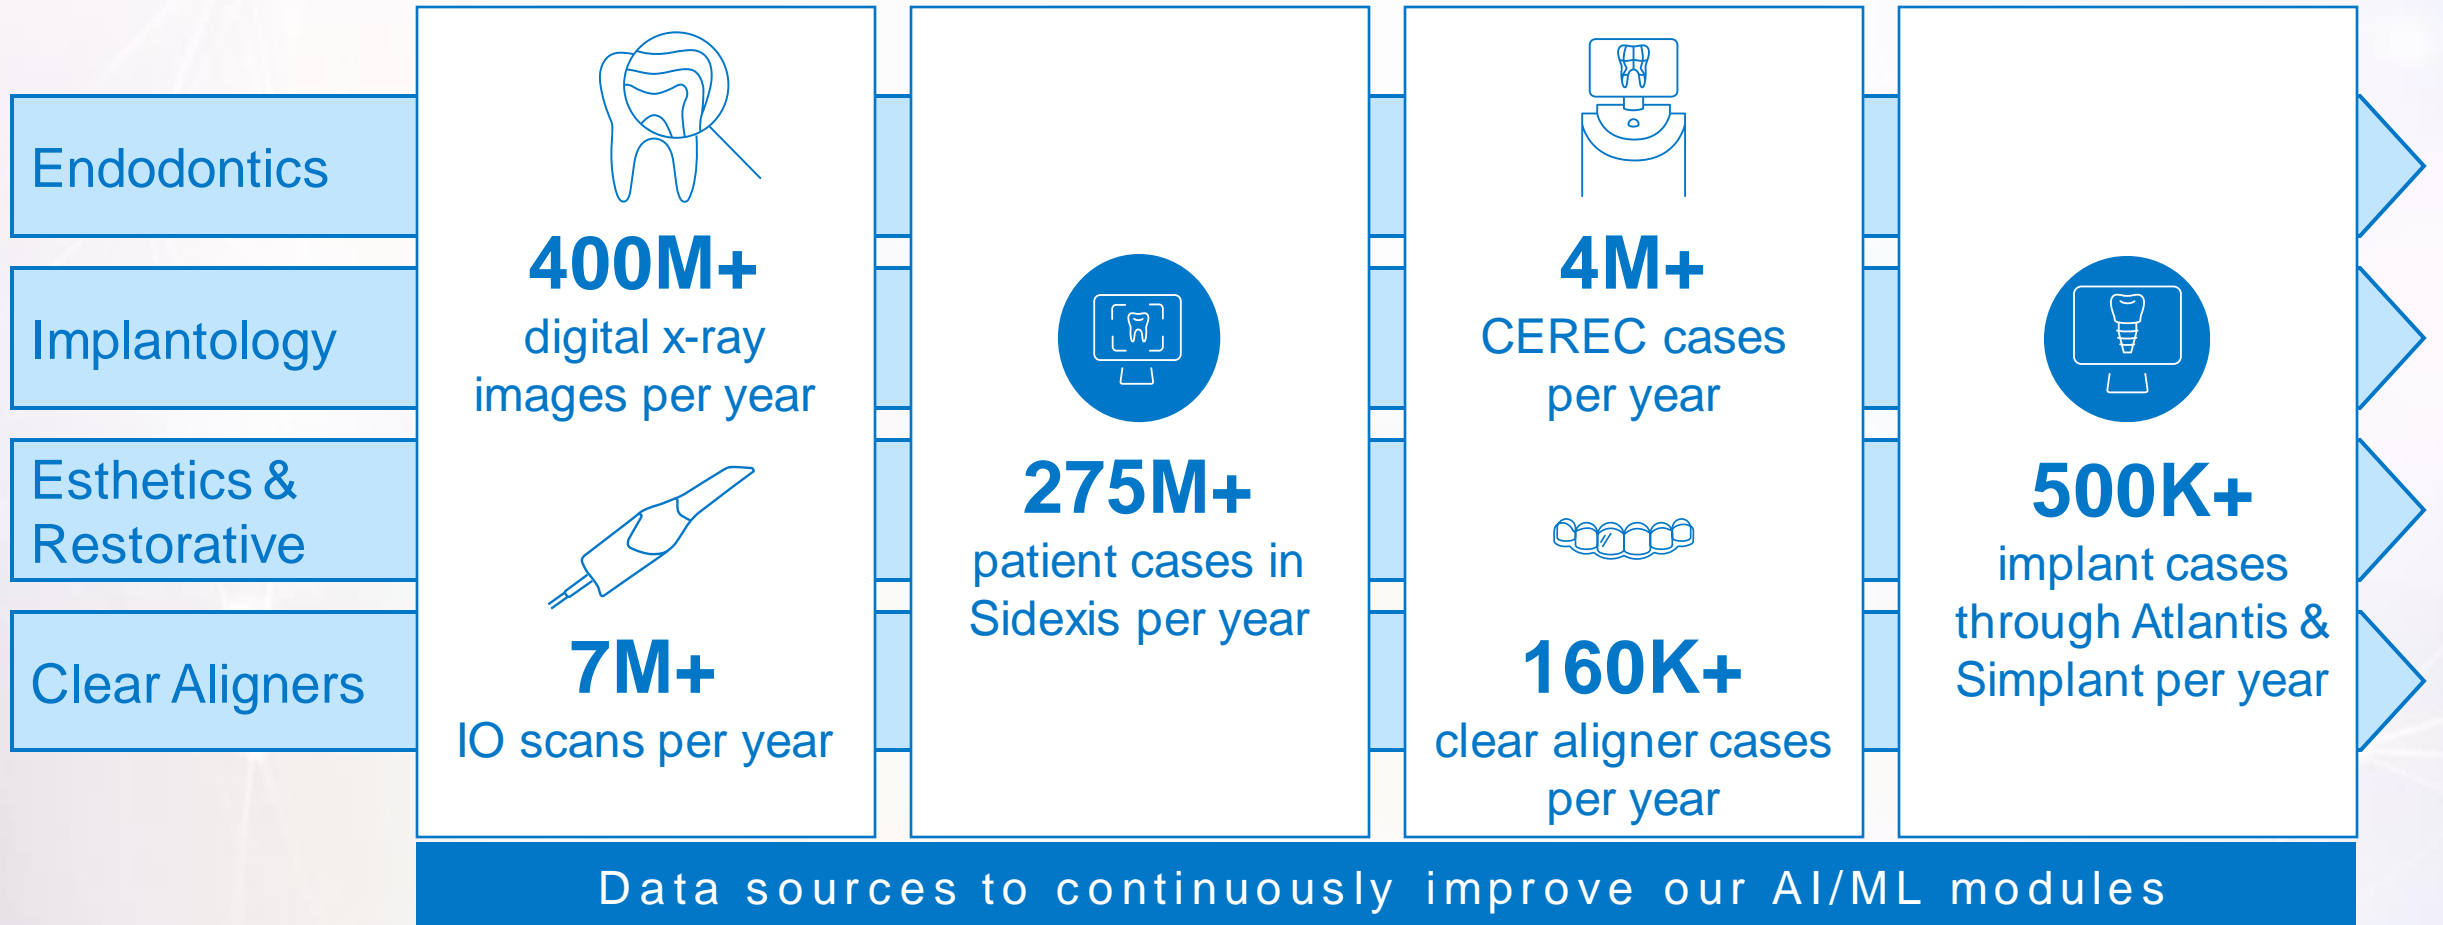 Endodontics
Implantology
Esthetics &
Restorative
Clear Aligners
400M+
digital x-ray
images per year
7M+
IO scans per year
275M+
patient cases in
Sidexis per year
4M+
CEREC cases
per year
160K+
clear aligner cases
per year
500K+
implant cases
through Atlantis &
Simplant per year
Data sources to continuously improve our AI/ML modules